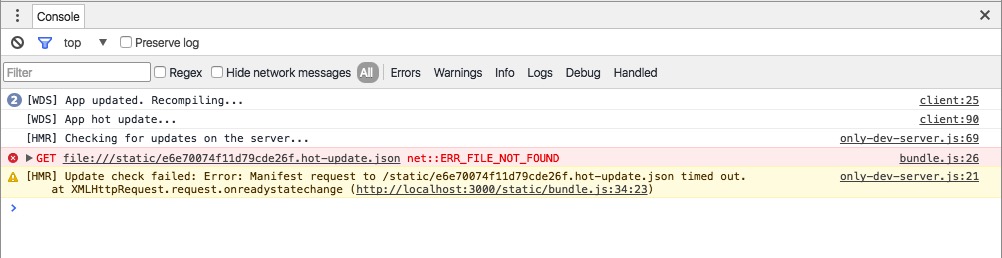 Console
top Preserve log
Filter Regex Hide network messages All Errors Warnings Info Logs Debug Handled
2 [WDS] App updated. Recompiling... client:25
[WDS] App hot update... client:90
[HMR] Checking for updates on the server... only-dev-server.js:69
GET file:///static/e6e70074f11d79cde26f.hot-update.json net::ERR_FILE_NOT_FOUND bundle.js:26
[HMR] Update check failed: Error: Manifest request to /static/e6e70074f11d79cde26f.hot-update.json timed out. only-dev-server.js:21
at XMLHttpRequest.request.onreadystatechange (http://localhost:3000/static/bundle.js:34:23)